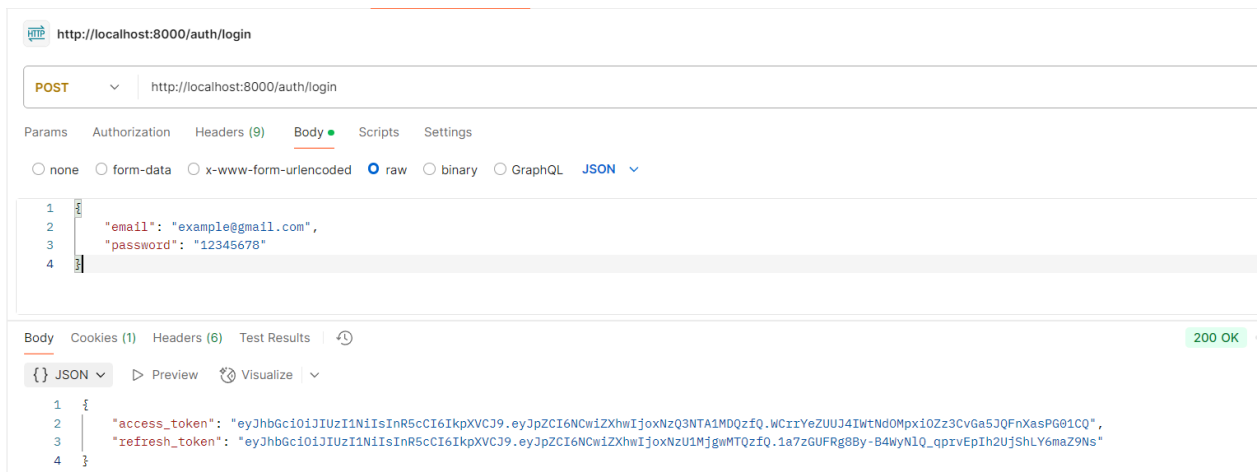 HTTP http://localhost:8000/auth/login
POST http://localhost:8000/auth/login
Params Authorization Headers (9) Body Scripts Settings
none form-data x-www-form-urlencoded raw binary GraphQL JSON
1 {
2 "email": "example@gmail.com",
3 "password": "12345678"
4 }
Body Cookies (1) Headers (6) Test Results 200 OK
{} JSON Preview Visualize
1 {
2 "access_token": "eyJhbGciOiJIUzI1NiIsInR5cCI6IkpXVCJ9.eyJpZCI6NCwiZXhwIjoxNzQ3NTA1MDQzfQ.WCrrYeZUUJ4IWtNdOMpxiOZz3CvGa5JQFnXasPG01CQ",
3 "refresh_token": "eyJhbGciOiJIUzI1NiIsInR5cCI6IkpXVCJ9.eyJpZCI6NCwiZXhwIjoxNzU1MjgwMTQzfQ.1a7zGUFRg8By-B4WyNlQ_qprvEpIh2UjShLY6maZ9Ns"
4 }